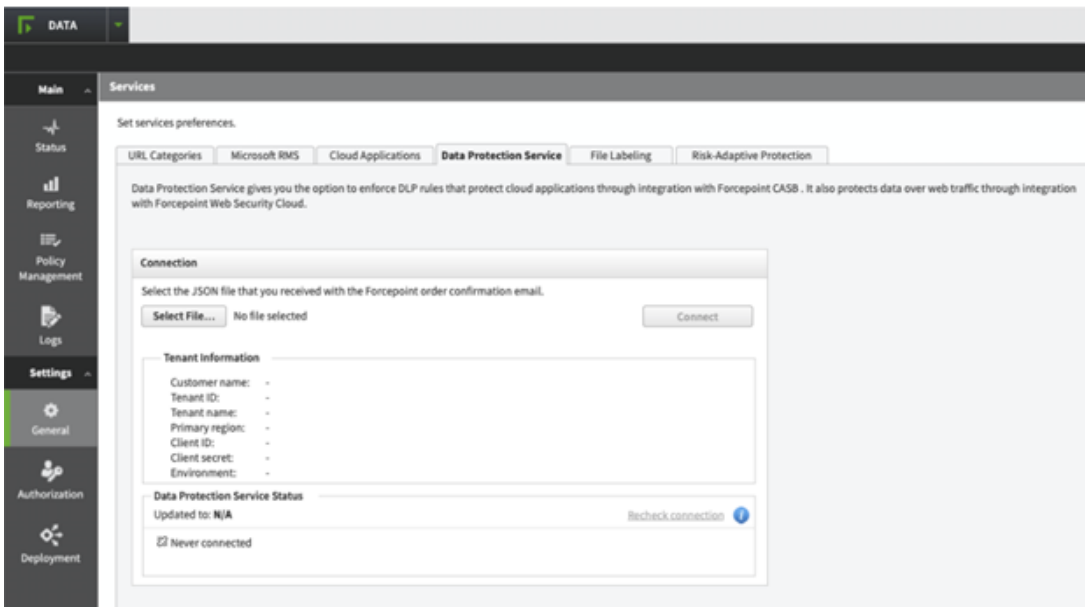 DATA
Main
Services
Status
Reporting
Policy
Management
Logs
Settings
General
Authorization
Deployment
Set services preferences.
URL Categories
Microsoft RMS
Cloud Applications
Data Protection Service
File Labeling
Risk-Adaptive Protection
Data Protection Service gives you the option to enforce DLP rules that protect cloud applications through integration with Forcepoint CASB . It also protects data over web traffic through integration
with Forcepoint Web Security Cloud.
Connection
Select the JSON file that you received with the Forcepoint order confirmation email.
Select File... No file selected
Connect
Tenant Information
Customer name: -
Tenant ID: -
Tenant name: -
Primary region: -
Client ID: -
Client secret: -
Environment: -
Data Protection Service Status
Updated to: N/A
Recheck connection
Never connected